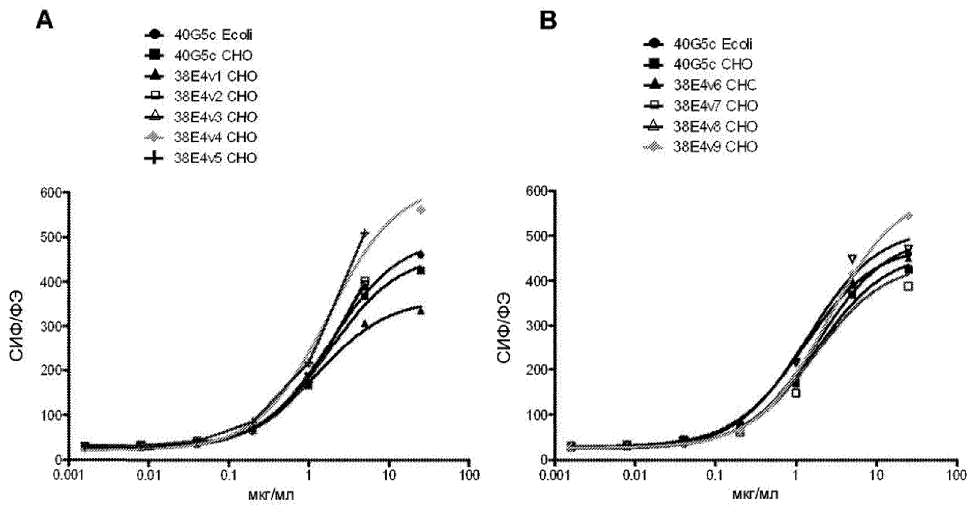 A
40G5c Ecoli
40G5c CHO
38E4v1 CHO
38E4v2 CHO
38E4v3 CHO
38E4v4 CHO
38E4v5 CHO
600
500
400
300
200
100
0
СИФ/ФЭ
0.001
0.01
0.1
1
10
100
мкг/мл
B
40G5c Ecoli
40G5c CHO
38E4v6 CHC
38E4v7 CHO
38E4v8 CHO
38E4v9 CHO
600
500
400
300
200
100
0
СИФ/ФЭ
0.001
0.01
0.1
1
10
100
мкг/мл